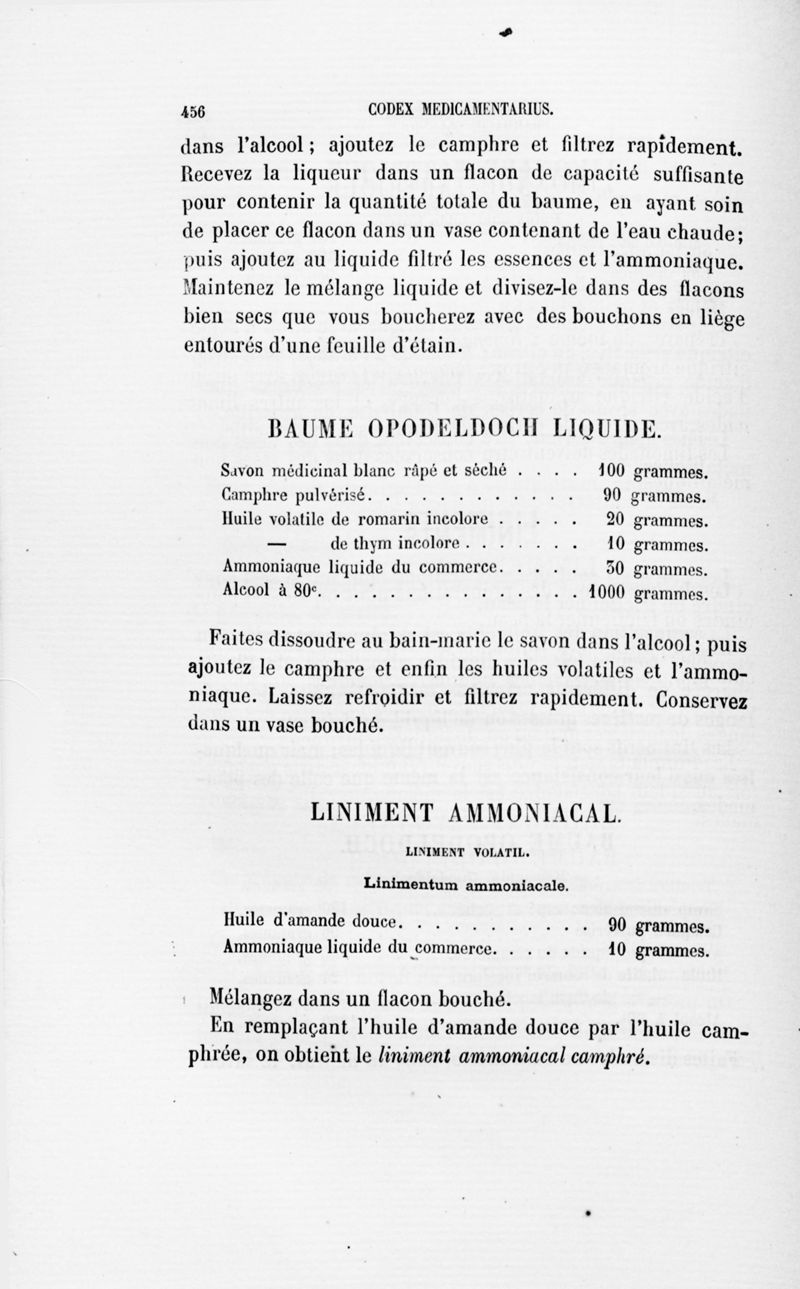 456 CODEX MEDICAMENTARIUS.
dans l'alcool ; ajoutez le camphre et filtrez rapidement.
Recevez la liqueur dans un flacon de capacité suffisante
pour contenir la quantité totale du baume, en ayant soin
de placer ce flacon dans un vase contenant de l'eau chaude;
puis ajoutez au liquide filtré les essences et l'ammoniaque.
Maintenez le mélange liquide et divisez-le dans des flacons
bien secs que vous boucherez avec des bouchons en liège
entourés d'une feuille d'étain.
BAUME OPODELDOCH LIQUIDE.
Savon médicinal blanc râpé et séché . . . . 100 grammes.
Camphre pulvérisé. . . . . . . . . . . . . 90 grammes.
Huile volatile de romarin incolore . . . . . 20 grammes.
— de thym incolore . . . . . . . 10 grammes.
Ammoniaque liquide du commerce. . . . . 30 grammes.
Alcool à 80c. . . . . . . . . . . . . . . . 1000 grammes.
Faites dissoudre au bain-marie le savon dans l'alcool ; puis
ajoutez le camphre et enfin les huiles volatiles et l'ammo-
niaque. Laissez refroidir et filtrez rapidement. Conservez
dans un vase bouché.
LINIMENT AMMONIACAL.
LINIMENT VOLATIL.
Linimentum ammoniacale.
Huile d'amande douce. . . . . . . . . . . 90 grammes.
Ammoniaque liquide du commerce. . . . . . 10 grammes.
Mélangez dans un flacon bouché.
En remplaçant l'huile d'amande douce par l'huile cam-
phrée, on obtient le liniment ammoniacal camphré.